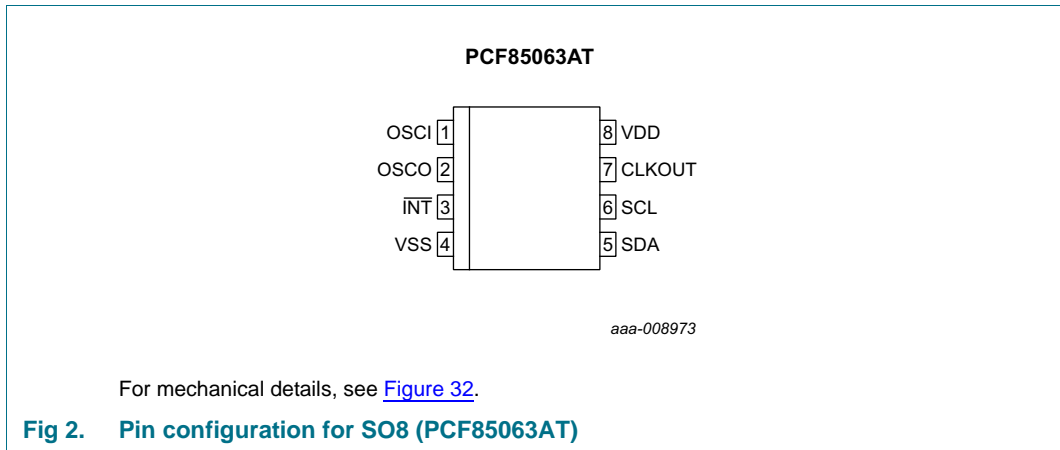 PCF85063AT
OSCI 1 8 VDD
OSCO 2 7 CLKOUT
INT 3 6 SCL
VSS 4 5 SDA
aaa-008973
For mechanical details, see Figure 32.
Fig 2. Pin configuration for SO8 (PCF85063AT)